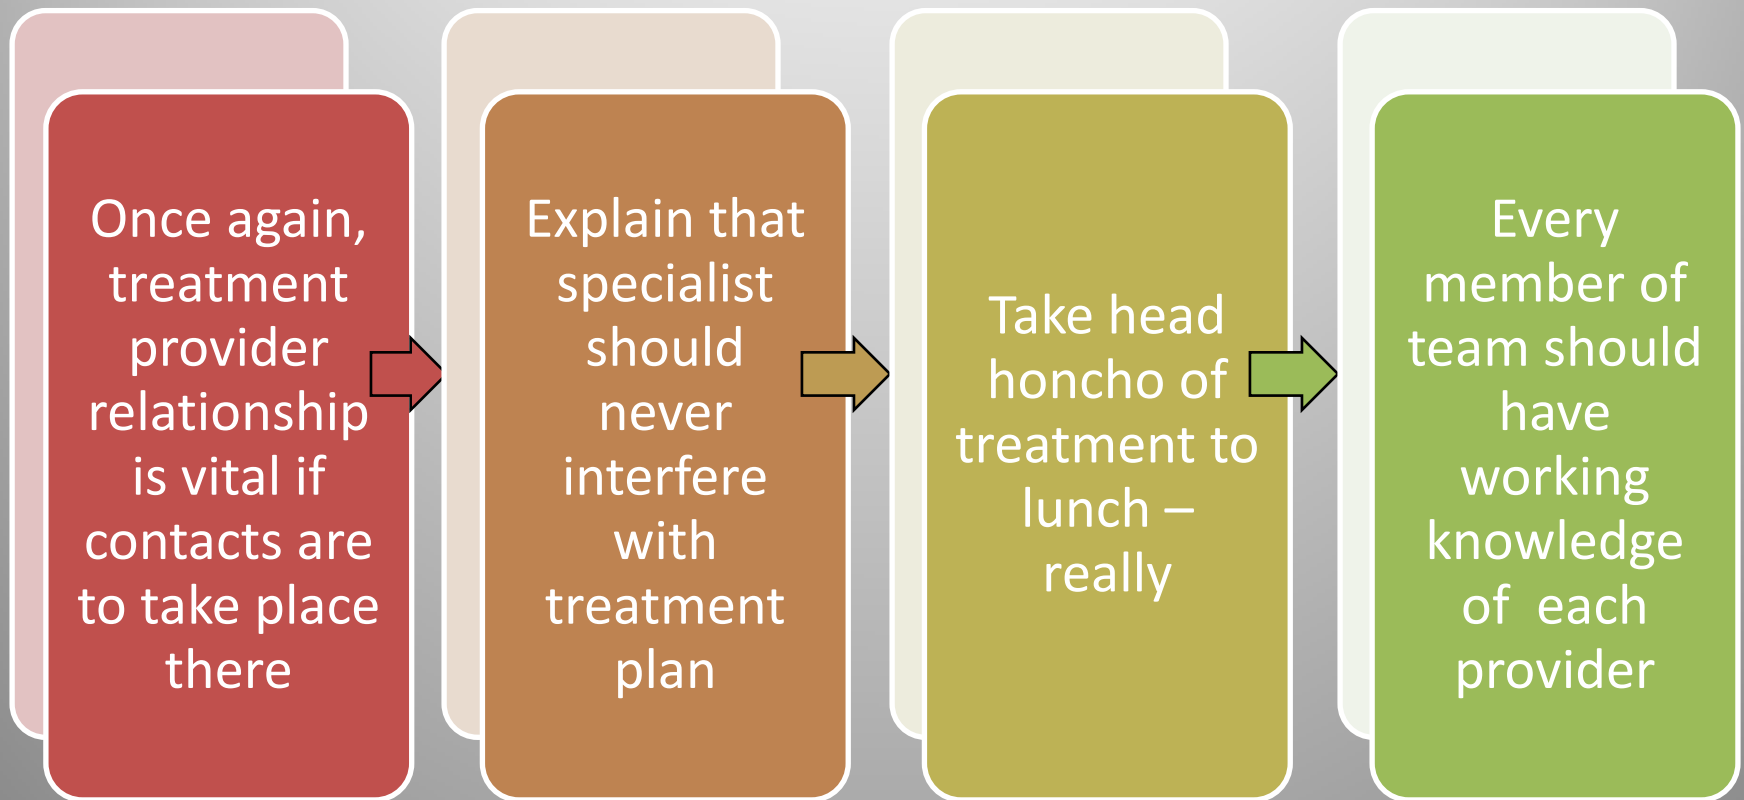 Once again,
treatment
provider
relationship
is vital if
contacts are
to take place
there
Explain that
specialist
should
never
interfere
with
treatment
plan
Take head
honcho of
treatment to
lunch –
really
Every
member of
team should
have
working
knowledge
of  each
provider